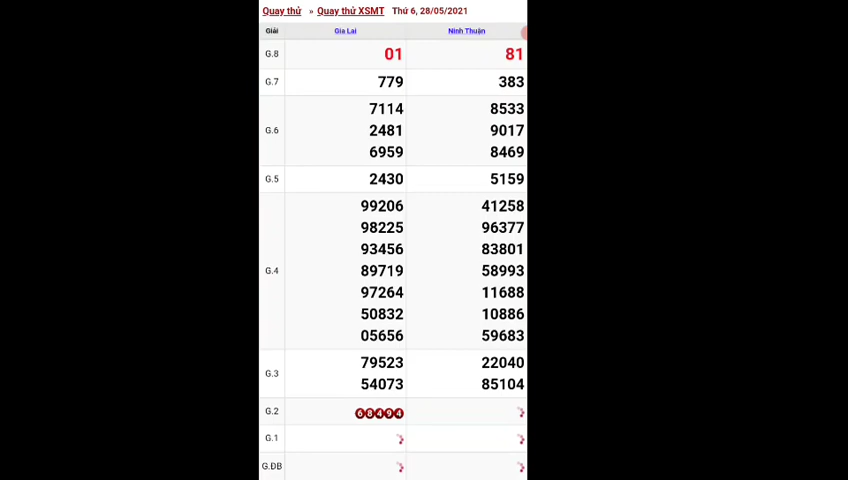 Quay thử » Quay thử XSMT Thứ 6, 28/05/2021
Giải Gia Lai Ninh Thuận
G.8 01 81
G.7 779 383
7114 8533
G.6 2481 9017
6959 8469
G.5 2430 5159
99206 41258
98225 96377
93456 83801
G.4 89719 58993
97264 11688
50832 10886
05656 59683
79523 22040
G.3
54073 85104
G.2 68494
G.1
G.ĐB